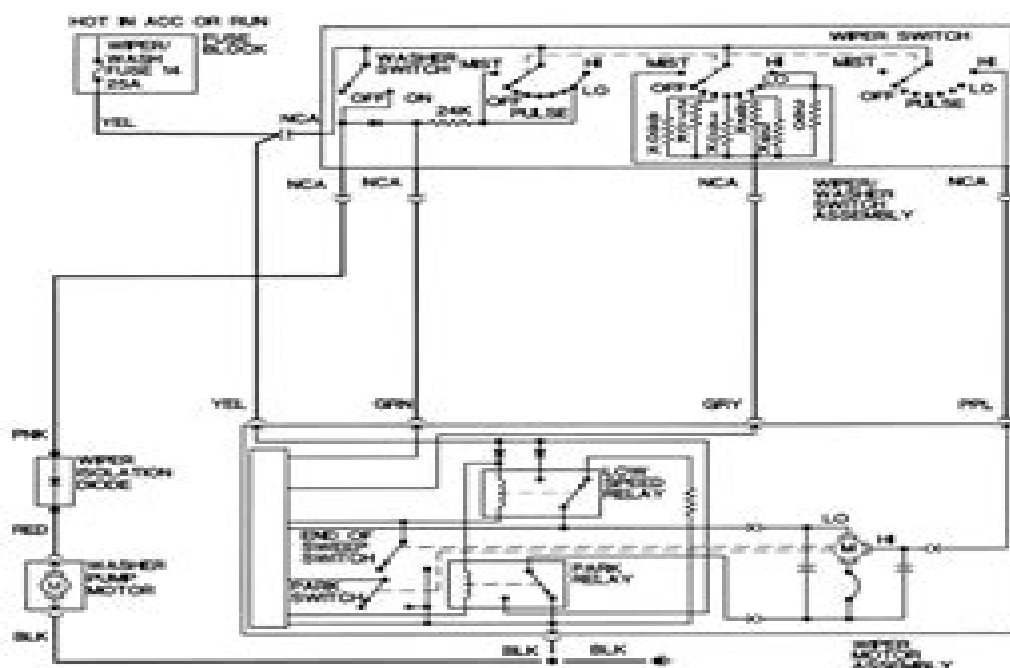 HOT IN ACC OR RUN
WIPER/
WASH
FUSE 14
25A
FUSE
BLOCK
WIPER SWITCH
WASHER
SWITCH
OFF ON
MIST
HI
LO
OFF
PULSE
24K
MIST
HI
LO
OFF
MIST
HI
LO
OFF
PULSE
YEL
NCA
NCA
NCA
NCA
NCA
WIPER/
WASHER
SWITCH
ASSEMBLY
YEL
GRN
GRY
PPL
PNK
WIPER
ISOLATION
DIODE
RED
WASHER
PUMP
MOTOR
M
BLK
LOW
SPEED
RELAY
END OF
SWEEP
SWITCH
PARK
SWITCH
PARK
RELAY
LO
HI
M
BLK
BLK
WIPER
MOTOR
ASSEMBLY